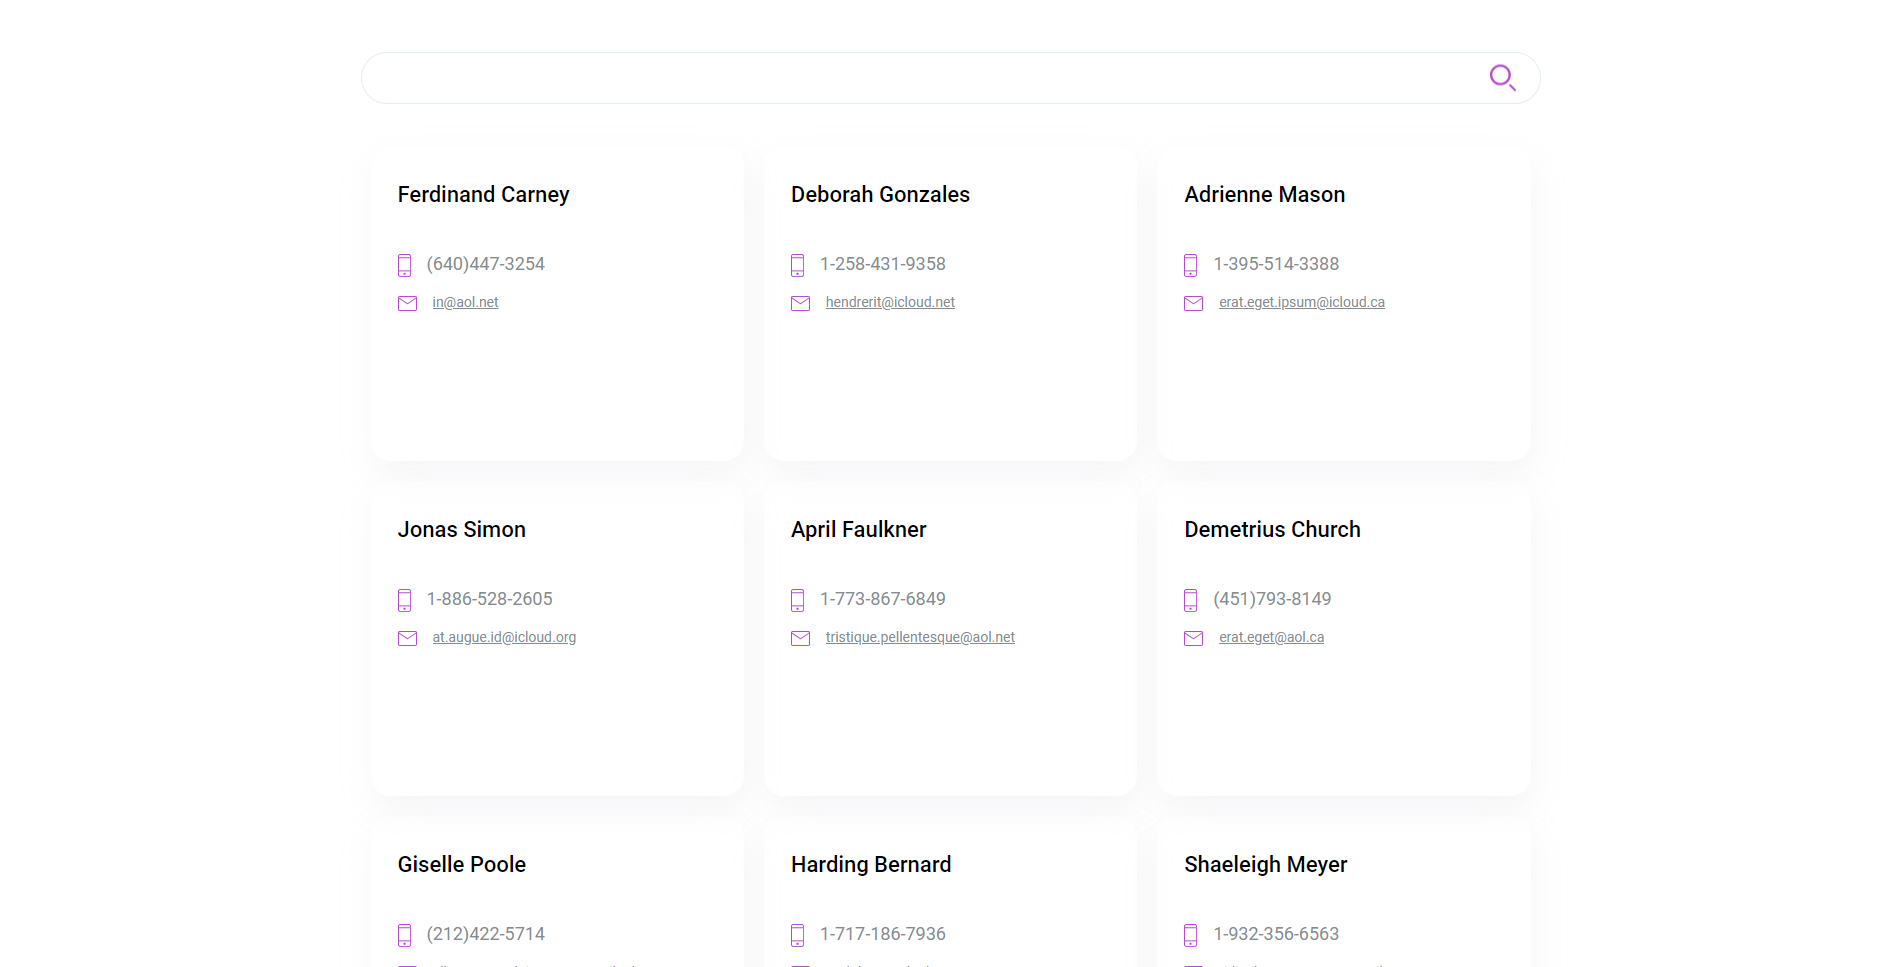 Ferdinand Carney
(640)447-3254
in@aol.net
Deborah Gonzales
1-258-431-9358
hendrerit@icloud.net
Adrienne Mason
1-395-514-3388
erat.eget.ipsum@icloud.ca
Jonas Simon
1-886-528-2605
at.augue.id@icloud.org
April Faulkner
1-773-867-6849
tristique.pellentesque@aol.net
Demetrius Church
(451)793-8149
erat.eget@aol.ca
Giselle Poole
(212)422-5714
Harding Bernard
1-717-186-7936
Shaeleigh Meyer
1-932-356-6563